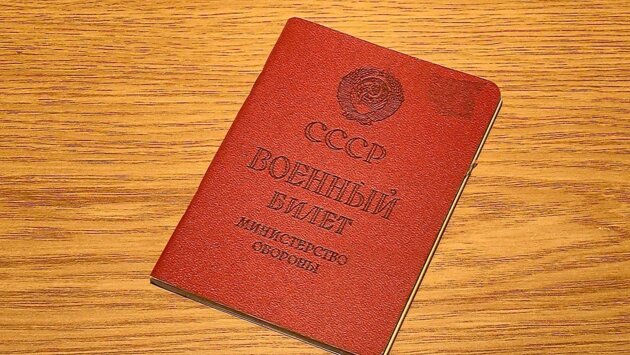 СССР
ВОЕННЫЙ
БИЛЕТ
МИНИСТЕРСТВО
ОБОРОНЫ